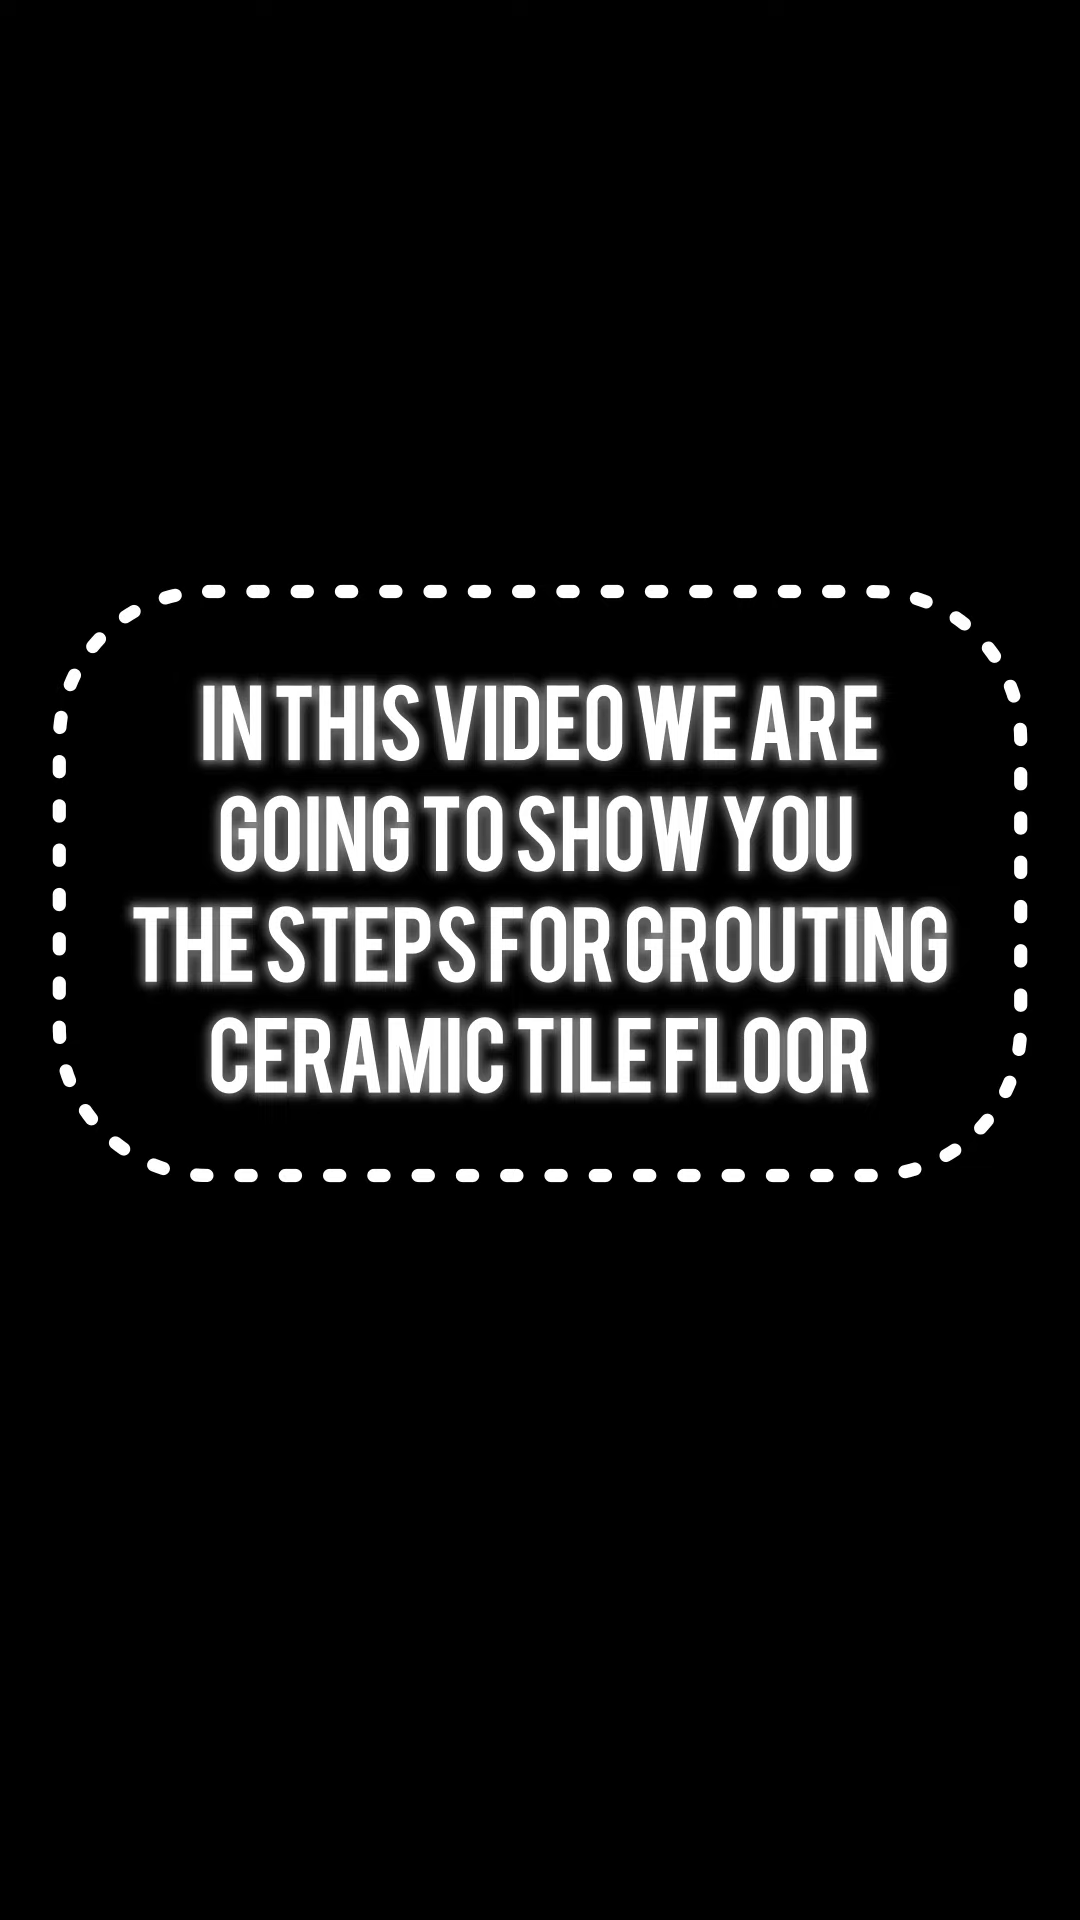 IN THIS VIDEO WE ARE
GOING TO SHOW YOU
THE STEPS FOR GROUTING
CERAMIC TILE FLOOR